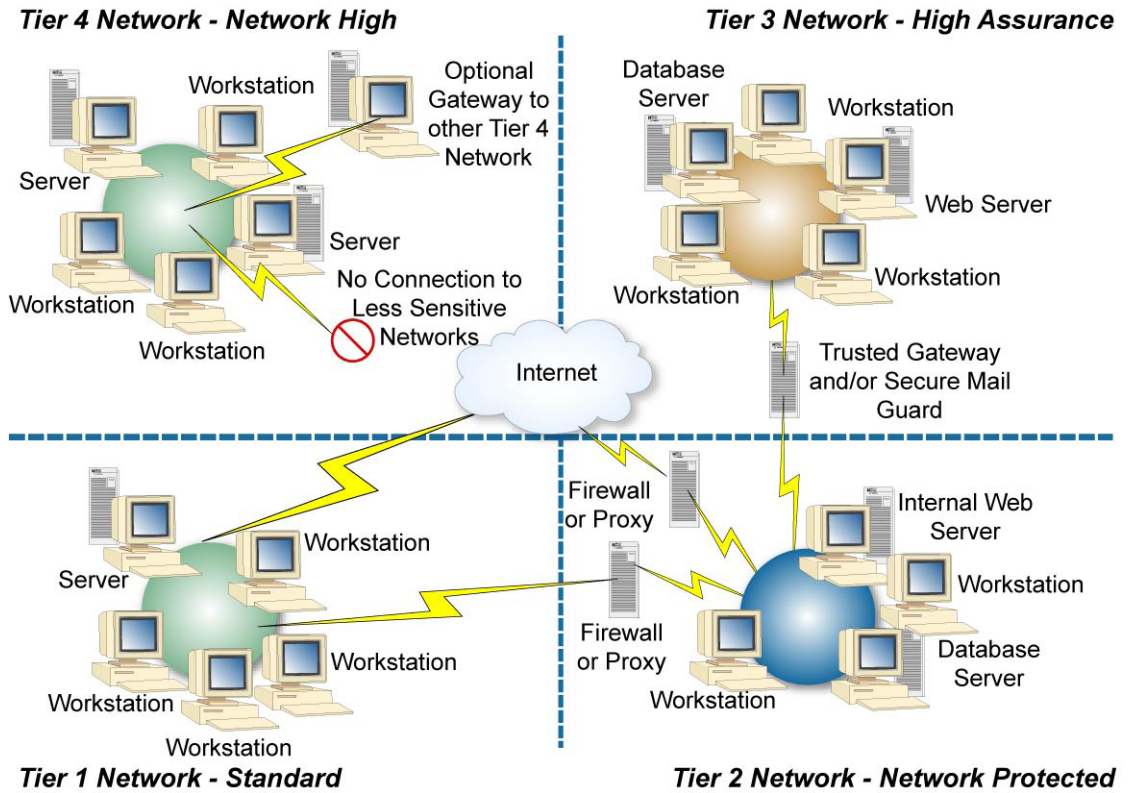 Tier 4 Network - Network High
Tier 3 Network - High Assurance
Workstation
Optional
Gateway to
other Tier 4
Network
Server
Server
Workstation
Workstation
No Connection to
Less Sensitive
Networks
Database
Server
Workstation
Web Server
Workstation
Workstation
Trusted Gateway
and/or Secure Mail
Guard
Internet
Server
Workstation
Workstation
Workstation
Workstation
Firewall
or Proxy
Firewall
or Proxy
Internal Web
Server
Workstation
Database
Server
Workstation
Tier 1 Network - Standard
Tier 2 Network - Network Protected